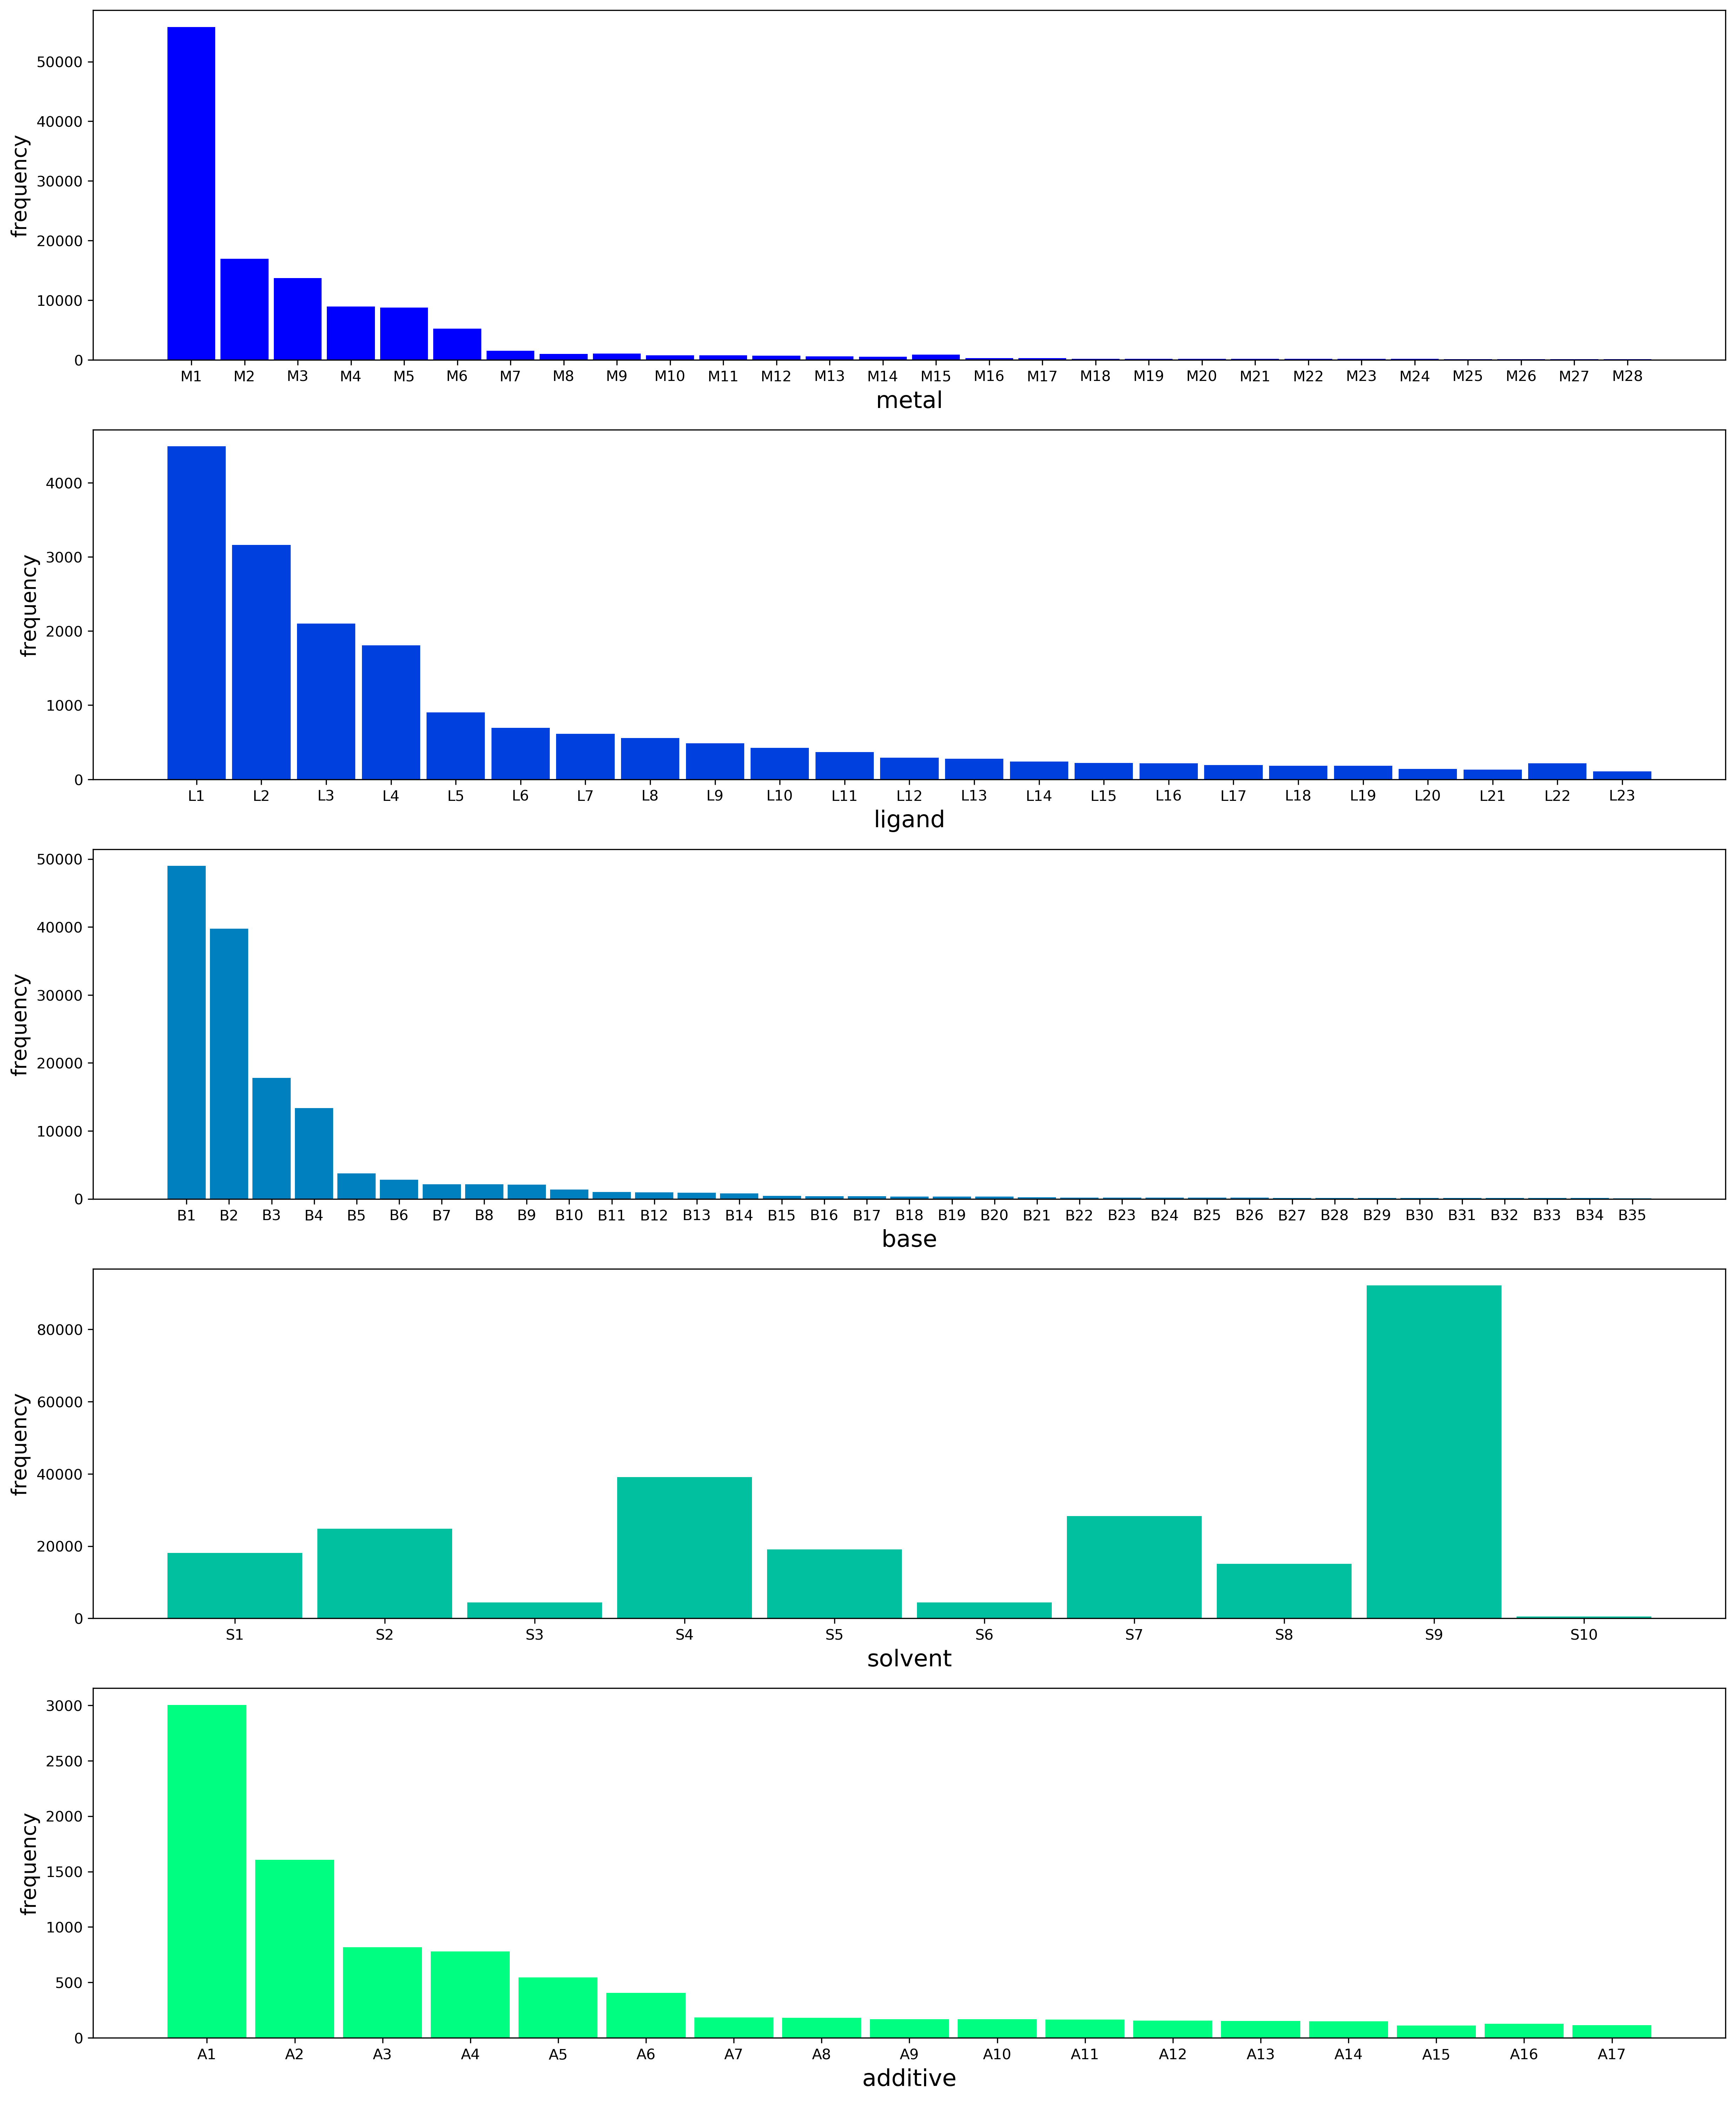 50000
40000
30000
20000
10000
0
frequency
M1 M2 M3 M4 M5 M6 M7 M8 M9 M10 M11 M12 M13 M14 M15 M16 M17 M18 M19 M20 M21 M22 M23 M24 M25 M26 M27 M28
metal
4000
3000
2000
1000
0
frequency
L1 L2 L3 L4 L5 L6 L7 L8 L9 L10 L11 L12 L13 L14 L15 L16 L17 L18 L19 L20 L21 L22 L23
ligand
50000
40000
30000
20000
10000
0
frequency
B1 B2 B3 B4 B5 B6 B7 B8 B9 B10 B11 B12 B13 B14 B15 B16 B17 B18 B19 B20 B21 B22 B23 B24 B25 B26 B27 B28 B29 B30 B31 B32 B33 B34 B35
base
80000
60000
40000
20000
0
frequency
S1 S2 S3 S4 S5 S6 S7 S8 S9 S10
solvent
3000
2500
2000
1500
1000
500
0
frequency
A1 A2 A3 A4 A5 A6 A7 A8 A9 A10 A11 A12 A13 A14 A15 A16 A17
additive